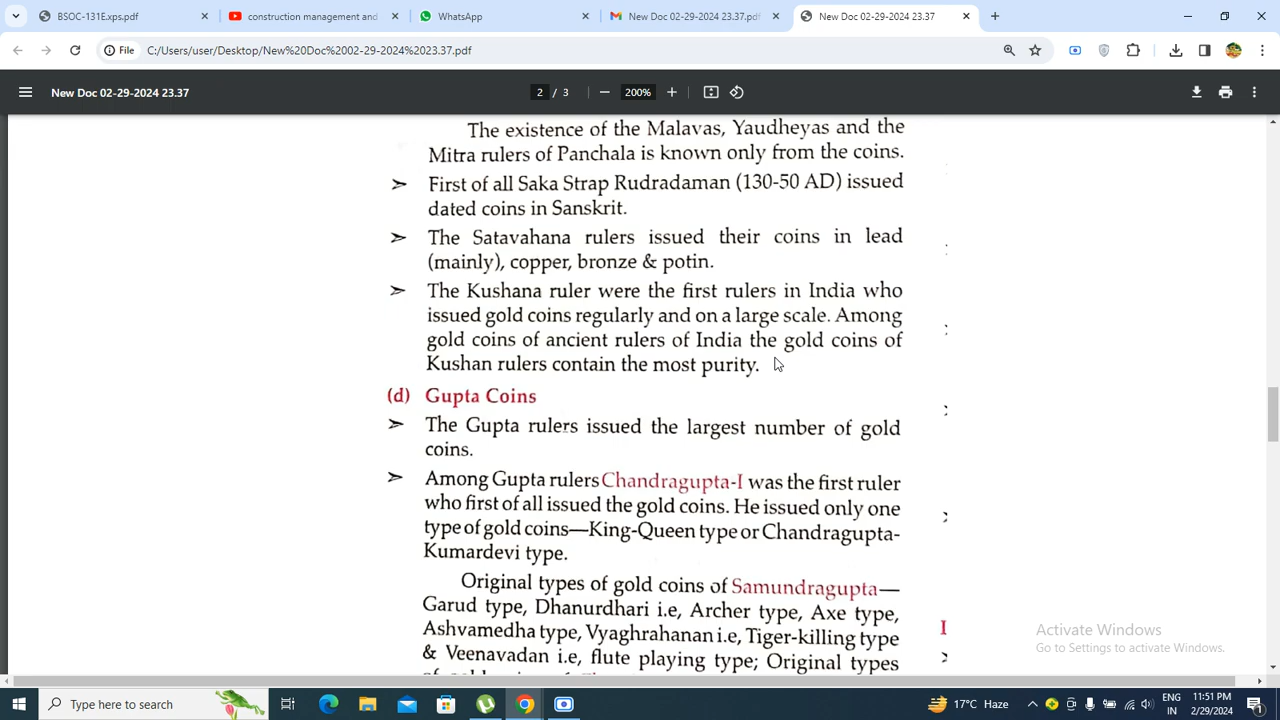 BSOC-131E.xps.pdf
construction management and
WhatsApp
New Doc 02-29-2024 23.37.pdf
New Doc 02-29-2024 23.37
File C:/Users/user/Desktop/New%20Doc%2002-29-2024%2023.37.pdf
New Doc 02-29-2024 23.37
2 / 3
200%
The existence of the Malavas, Yaudheyas and the
Mitra rulers of Panchala is known only from the coins.
➤ First of all Saka Strap Rudradaman (130-50 AD) issued
dated coins in Sanskrit.
➤ The Satavahana rulers issued their coins in lead
(mainly), copper, bronze & potin.
➤ The Kushana ruler were the first rulers in India who
issued gold coins regularly and on a large scale. Among
gold coins of ancient rulers of India the gold coins of
Kushan rulers contain the most purity.
(d) Gupta Coins
➤ The Gupta rulers issued the largest number of gold
coins.
➤ Among Gupta rulers Chandragupta-I was the first ruler
who first of all issued the gold coins. He issued only one
type of gold coins—King-Queen type or Chandragupta-
Kumardevi type.
Original types of gold coins of Samundragupta—
Garud type, Dhanurdhari i.e, Archer type, Axe type,
Ashvamedha type, Vyaghrahanan i.e, Tiger-killing type
& Veenavadan i.e, flute playing type; Original types
Activate Windows
Go to Settings to activate Windows.
Type here to search
17°C Haze
ENG
IN
11:51 PM
2/29/2024